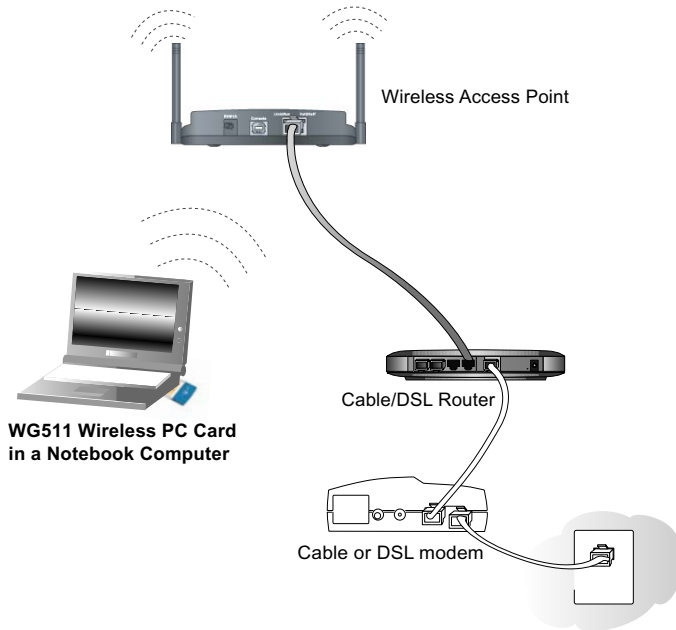 Wireless Access Point
Cable/DSL Router
WG511 Wireless PC Card
in a Notebook Computer
Cable or DSL modem